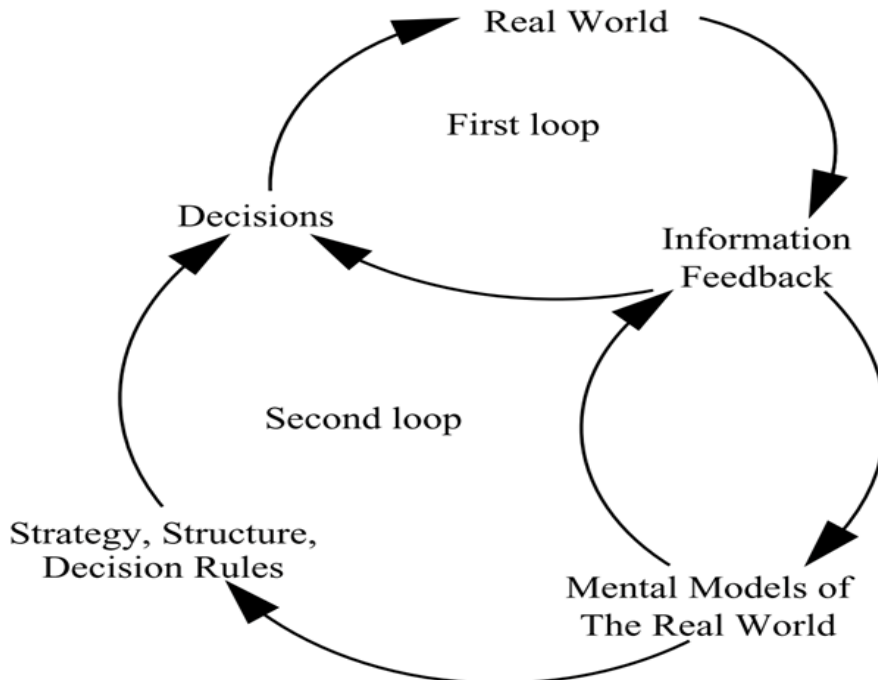 Real World
First loop
Decisions
Information
Feedback
Second loop
Strategy, Structure,
Decision Rules
Mental Models of
The Real World